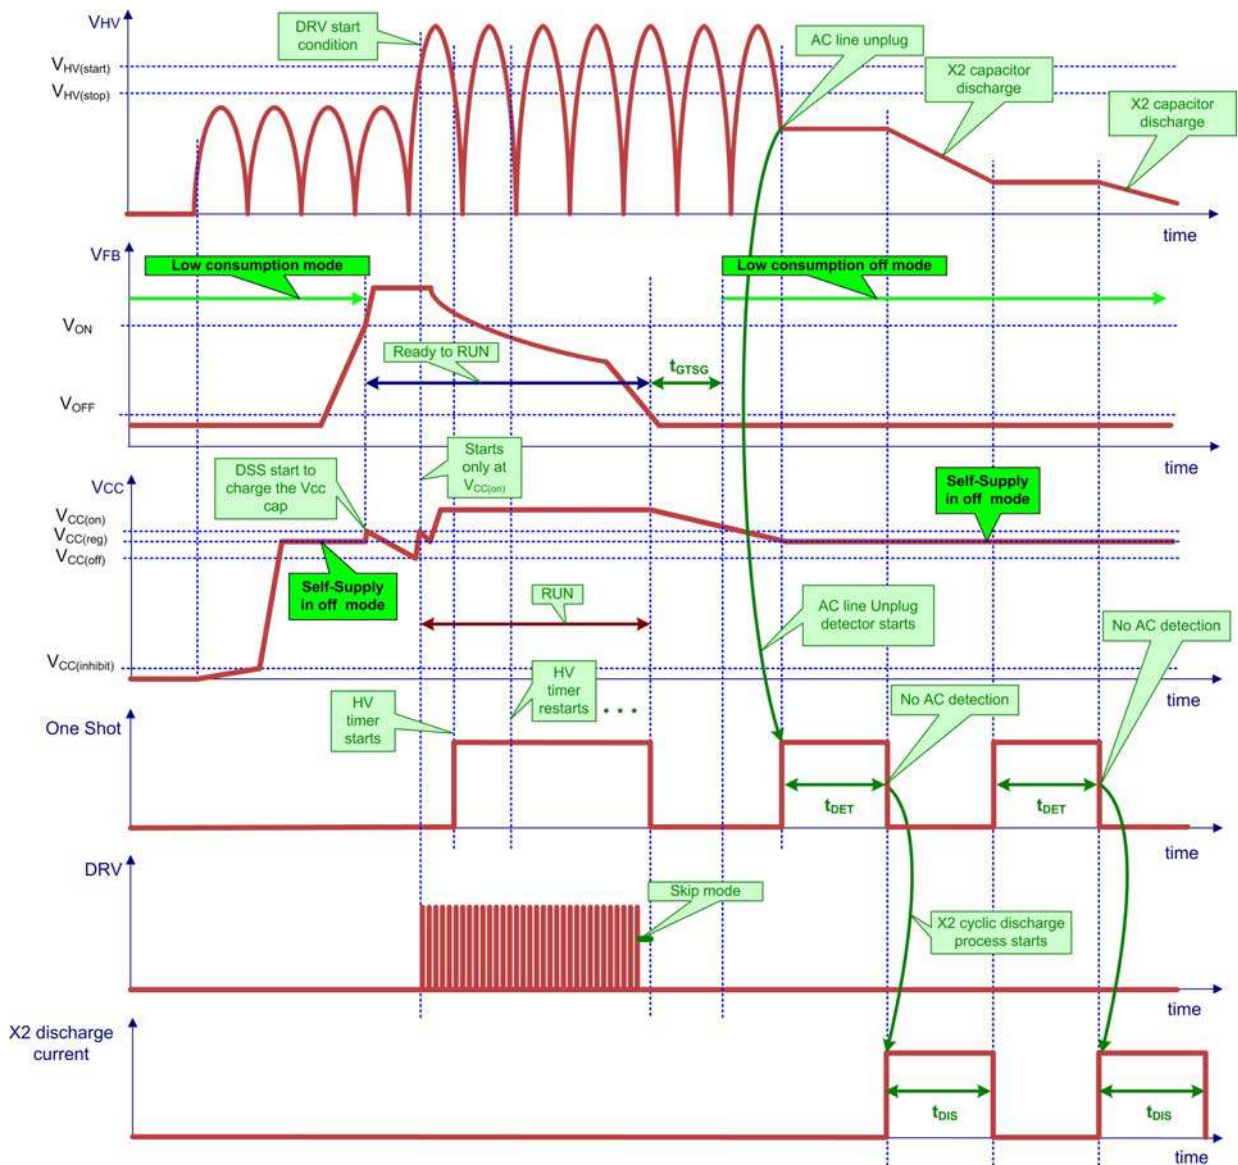 VHV
DRV start
condition
AC line unplug
X2 capacitor
discharge
X2 capacitor
discharge
VHV(start)
VHV(stop)
time
VFB
Low consumption mode
Low consumption off mode
VON
Ready to RUN
tGTSG
VOFF
time
Starts
only at
VCC(on)
DSS start to
charge the Vcc
cap
VCC
Self-Supply
in off mode
VCC(on)
VCC(reg)
VCC(off)
Self-Supply
in off mode
RUN
AC line Unplug
detector starts
No AC detection
VCC(inhibit)
time
HV
timer
restarts
. . .
HV
timer
starts
No AC detection
One Shot
tDET
tDET
time
DRV
Skip mode
X2 cyclic discharge
process starts
time
X2 discharge
current
tDIS
tDIS
time